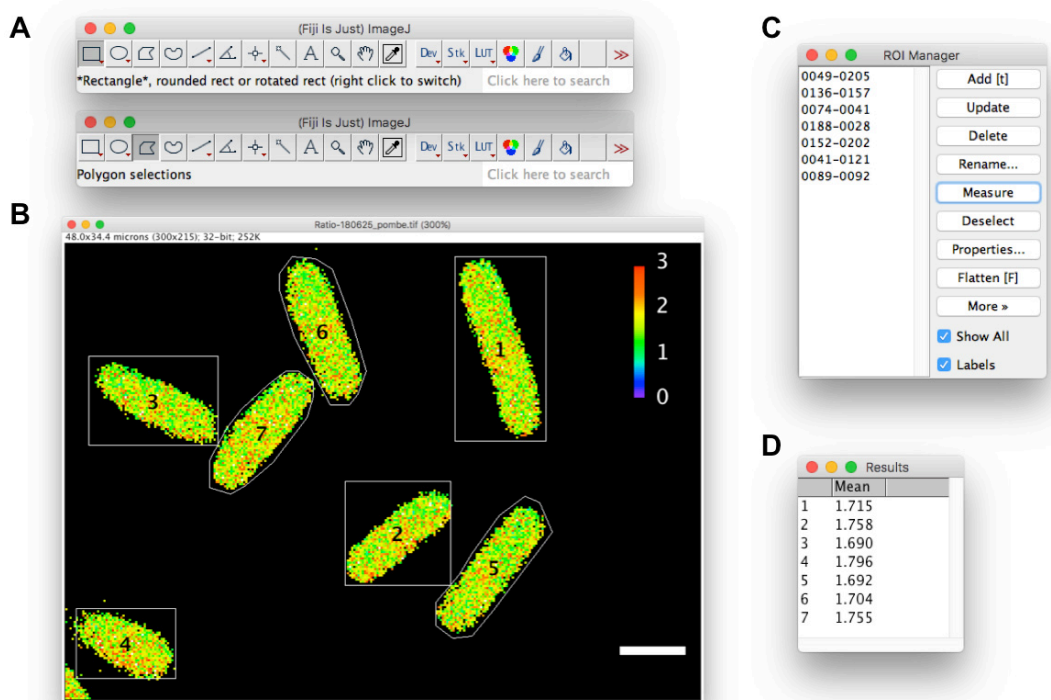 A
(Fiji Is Just) ImageJ
A Dev Stk LUT >>
*Rectangle*, rounded rect or rotated rect (right click to switch) Click here to search
(Fiji Is Just) ImageJ
A Dev Stk LUT >>
Polygon selections Click here to search
B
Ratio-180625_pombe.tif (300%)
48.0x34.4 microns (300x215); 32-bit; 252K
3
2
1
0
6
1
3
7
2
5
4
C
ROI Manager
0049-0205
0136-0157
0074-0041
0188-0028
0152-0202
0041-0121
0089-0092
Add [t]
Update
Delete
Rename...
Measure
Deselect
Properties...
Flatten [F]
More »
Show All
Labels
D
Results
Mean
1 1.715
2 1.758
3 1.690
4 1.796
5 1.692
6 1.704
7 1.755